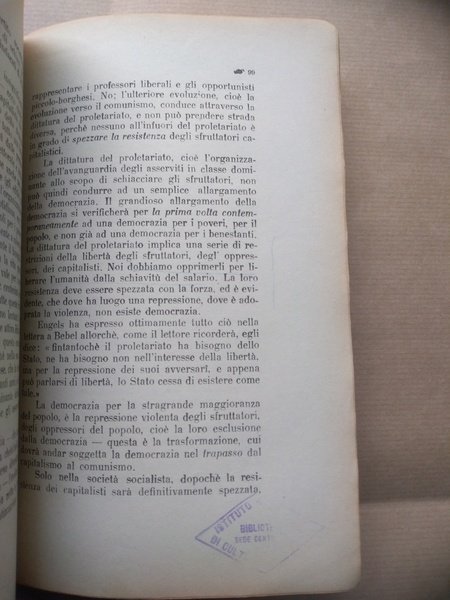 99
rappresentare i professori liberali e gli opportunisti
piccolo-borghesi. No; l'ulteriore evoluzione, cioè la
evoluzione verso il comunismo, conduce attraverso la
dittatura del proletariato, e non può prendere strada
diversa, perchè nessuno all'infuori del proletariato è
in grado di spezzare la resistenza degli sfruttatori ca-
pitalistici.
La dittatura del proletariato, cioè l'organizza-
zione dell'avanguardia degli asserviti in classe domi-
nante allo scopo di schiacciare gli sfruttatori, non
può quindi condurre ad un semplice allargamento
della democrazia. Il grandioso allargamento della
democrazia si verificherà per la prima volta contem-
poraneamente ad una democrazia per i poveri, per il
popolo, e non già ad una democrazia per i benestanti.
La dittatura del proletariato implica una serie di re-
strizioni della libertà degli sfruttatori, degl' oppres-
sori, dei capitalisti. Noi dobbiamo opprimerli per li-
berare l'umanità dalla schiavitù del salario. La loro
resistenza deve essere spezzata con la forza, ed è evi-
dente, che dove ha luogo una repressione, dove è ado-
perata la violenza, non esiste democrazia.
Engels ha espresso ottimamente tutto ciò nella
lettera a Bebel allorchè, come il lettore ricorderà, egli
dice: « fintantochè il proletariato ha bisogno dello
Stato, ne ha bisogno non nell'interesse della libertà,
ma per la repressione dei suoi avversarî, e appena
può parlarsi di libertà, lo Stato cessa di esistere come
tale.»
La democrazia per la stragrande maggioranza
del popolo, è la repressione violenta degli sfruttatori,
degli oppressori del popolo, cioè la loro esclusione
dalla democrazia — questa è la trasformazione, cui
dovrà andar soggetta la democrazia nel trapasso dal
capitalismo al comunismo.
Solo nella società socialista, dopochè la resi-
stenza dei capitalisti sarà definitivamente spezzata,
ISTITUTO
BIBLIOT
SEDE CENT
DI CULT